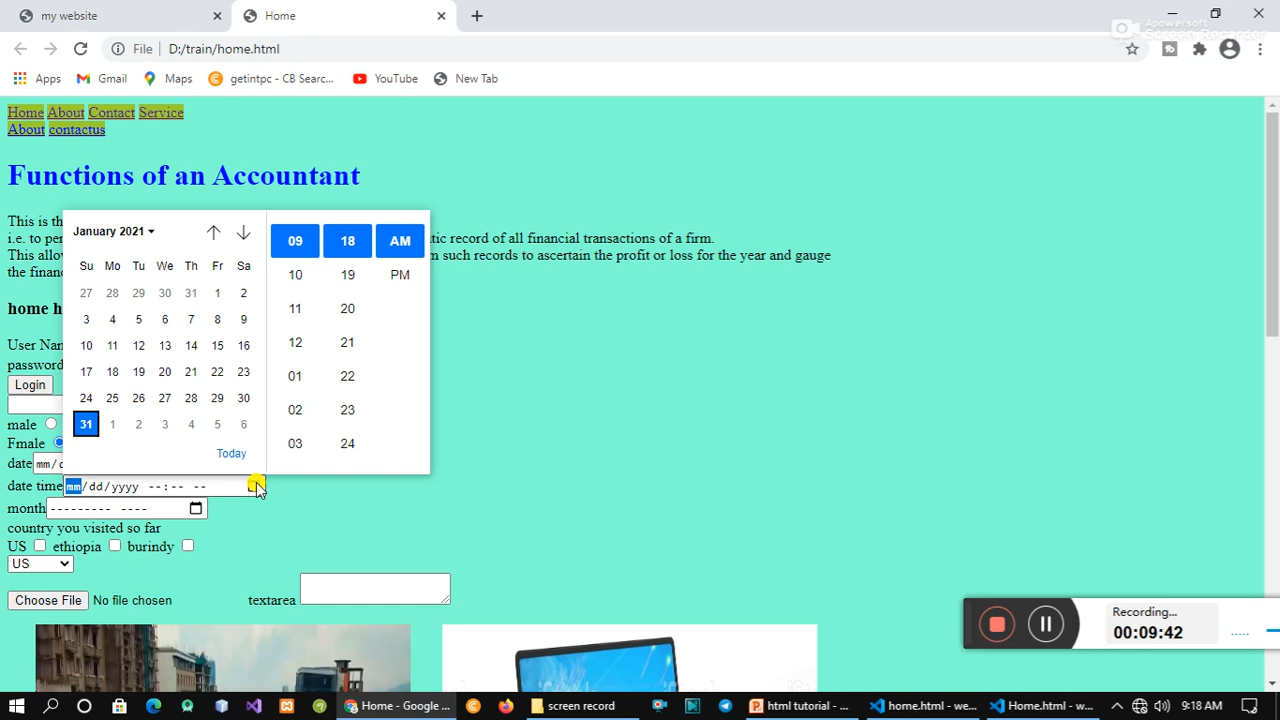 my website
Home
File D:/train/home.html
Apowersoft
Screen Recorder
Apps Gmail Maps getintpc - CB Searc... YouTube New Tab
Home About Contact Service
About contactus
Functions of an Accountant
This is th
i.e. to per
tic record of all financial transactions of a firm.
This allow
m such records to ascertain the profit or loss for the year and gauge
the financ
January 2021
Su Mo Tu We Th Fr Sa
27 28 29 30 31 1 2
3 4 5 6 7 8 9
10 11 12 13 14 15 16
17 18 19 20 21 22 23
24 25 26 27 28 29 30
31 1 2 3 4 5 6
Today
09 18 AM
10 19 PM
11 20
12 21
01 22
02 23
03 24
home h
User Nan
password
Login
male
Fmale
date mm/d
date time mm/dd/yyyy --:-- --
month --------- ----
country you visited so far
US ethiopia burindy
US
Choose File No file chosen textarea
Recording...
00:09:42
Home - Google ...
screen record
html tutorial - ...
home.html - we...
Home.html - w...
9:18 AM